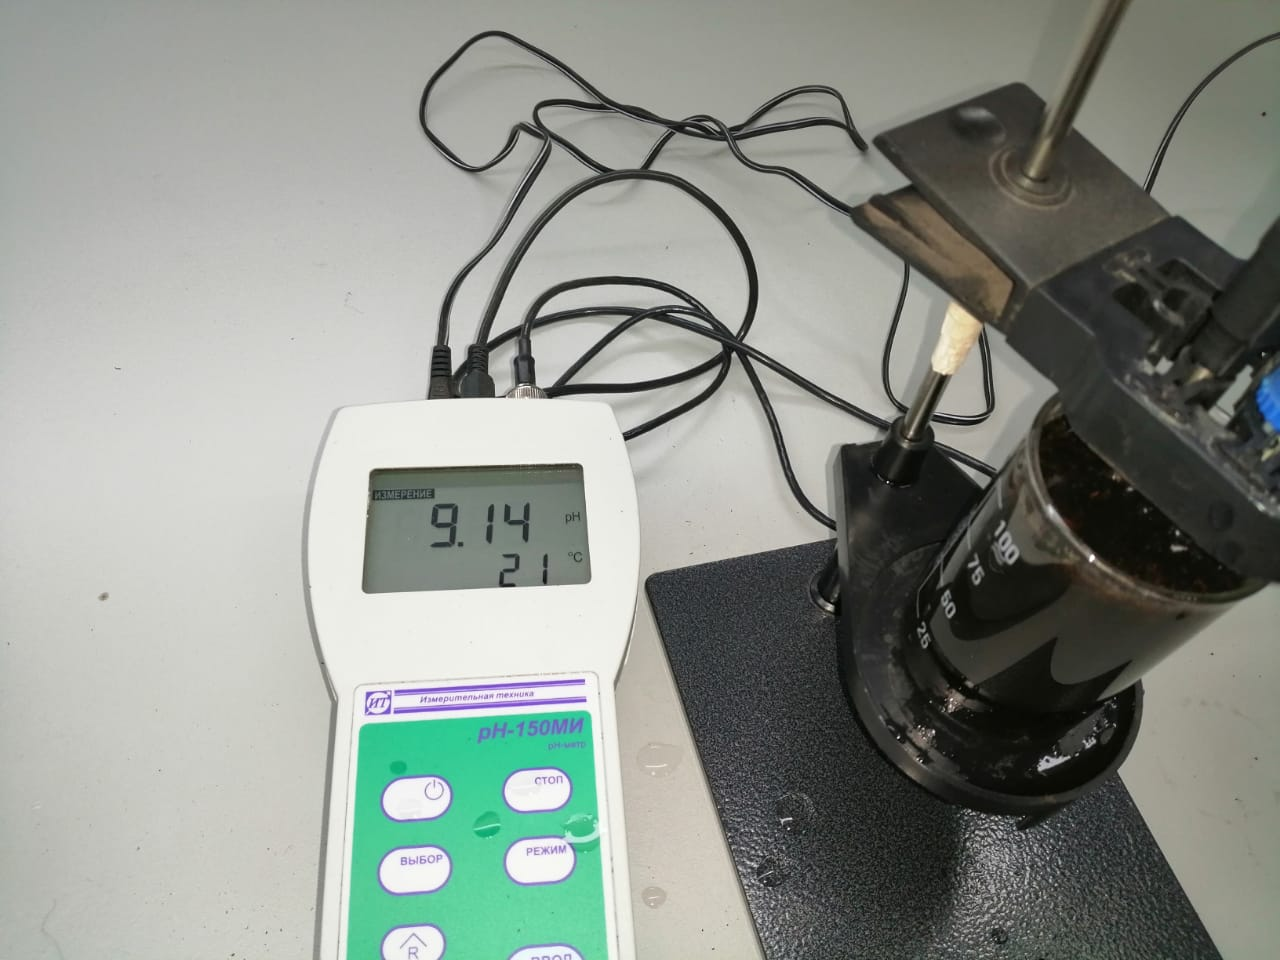 ИЗМЕРЕНИЕ
9.14 pH
21 °C
ИТ Измерительная техника
pH-150МИ
pH-метр
СТОП
ВЫБОР
РЕЖИМ
R
ВВОД
100
75
50
25